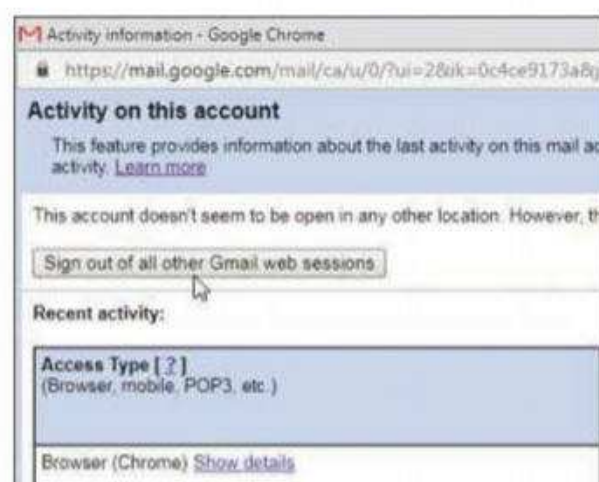 Activity information - Google Chrome
https://mail.google.com/mail/ca/u/0/?ui=2&ik=0c4ce9173a8g
Activity on this account
This feature provides information about the last activity on this mail ac
activity. Learn more
This account doesn't seem to be open in any other location. However, th
Sign out of all other Gmail web sessions
Recent activity:
Access Type [ ? ]
(Browser, mobile, POP3, etc.)
Browser (Chrome) Show details